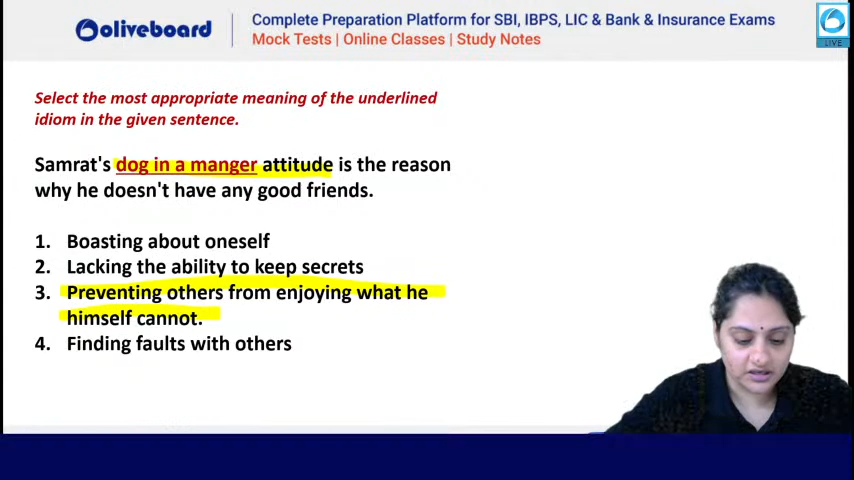 oliveboard
Complete Preparation Platform for SBI, IBPS, LIC & Bank & Insurance Exams
Mock Tests | Online Classes | Study Notes
LIVE
Select the most appropriate meaning of the underlined
idiom in the given sentence.
Samrat's dog in a manger attitude is the reason
why he doesn't have any good friends.
1. Boasting about oneself
2. Lacking the ability to keep secrets
3. Preventing others from enjoying what he
himself cannot.
4. Finding faults with others